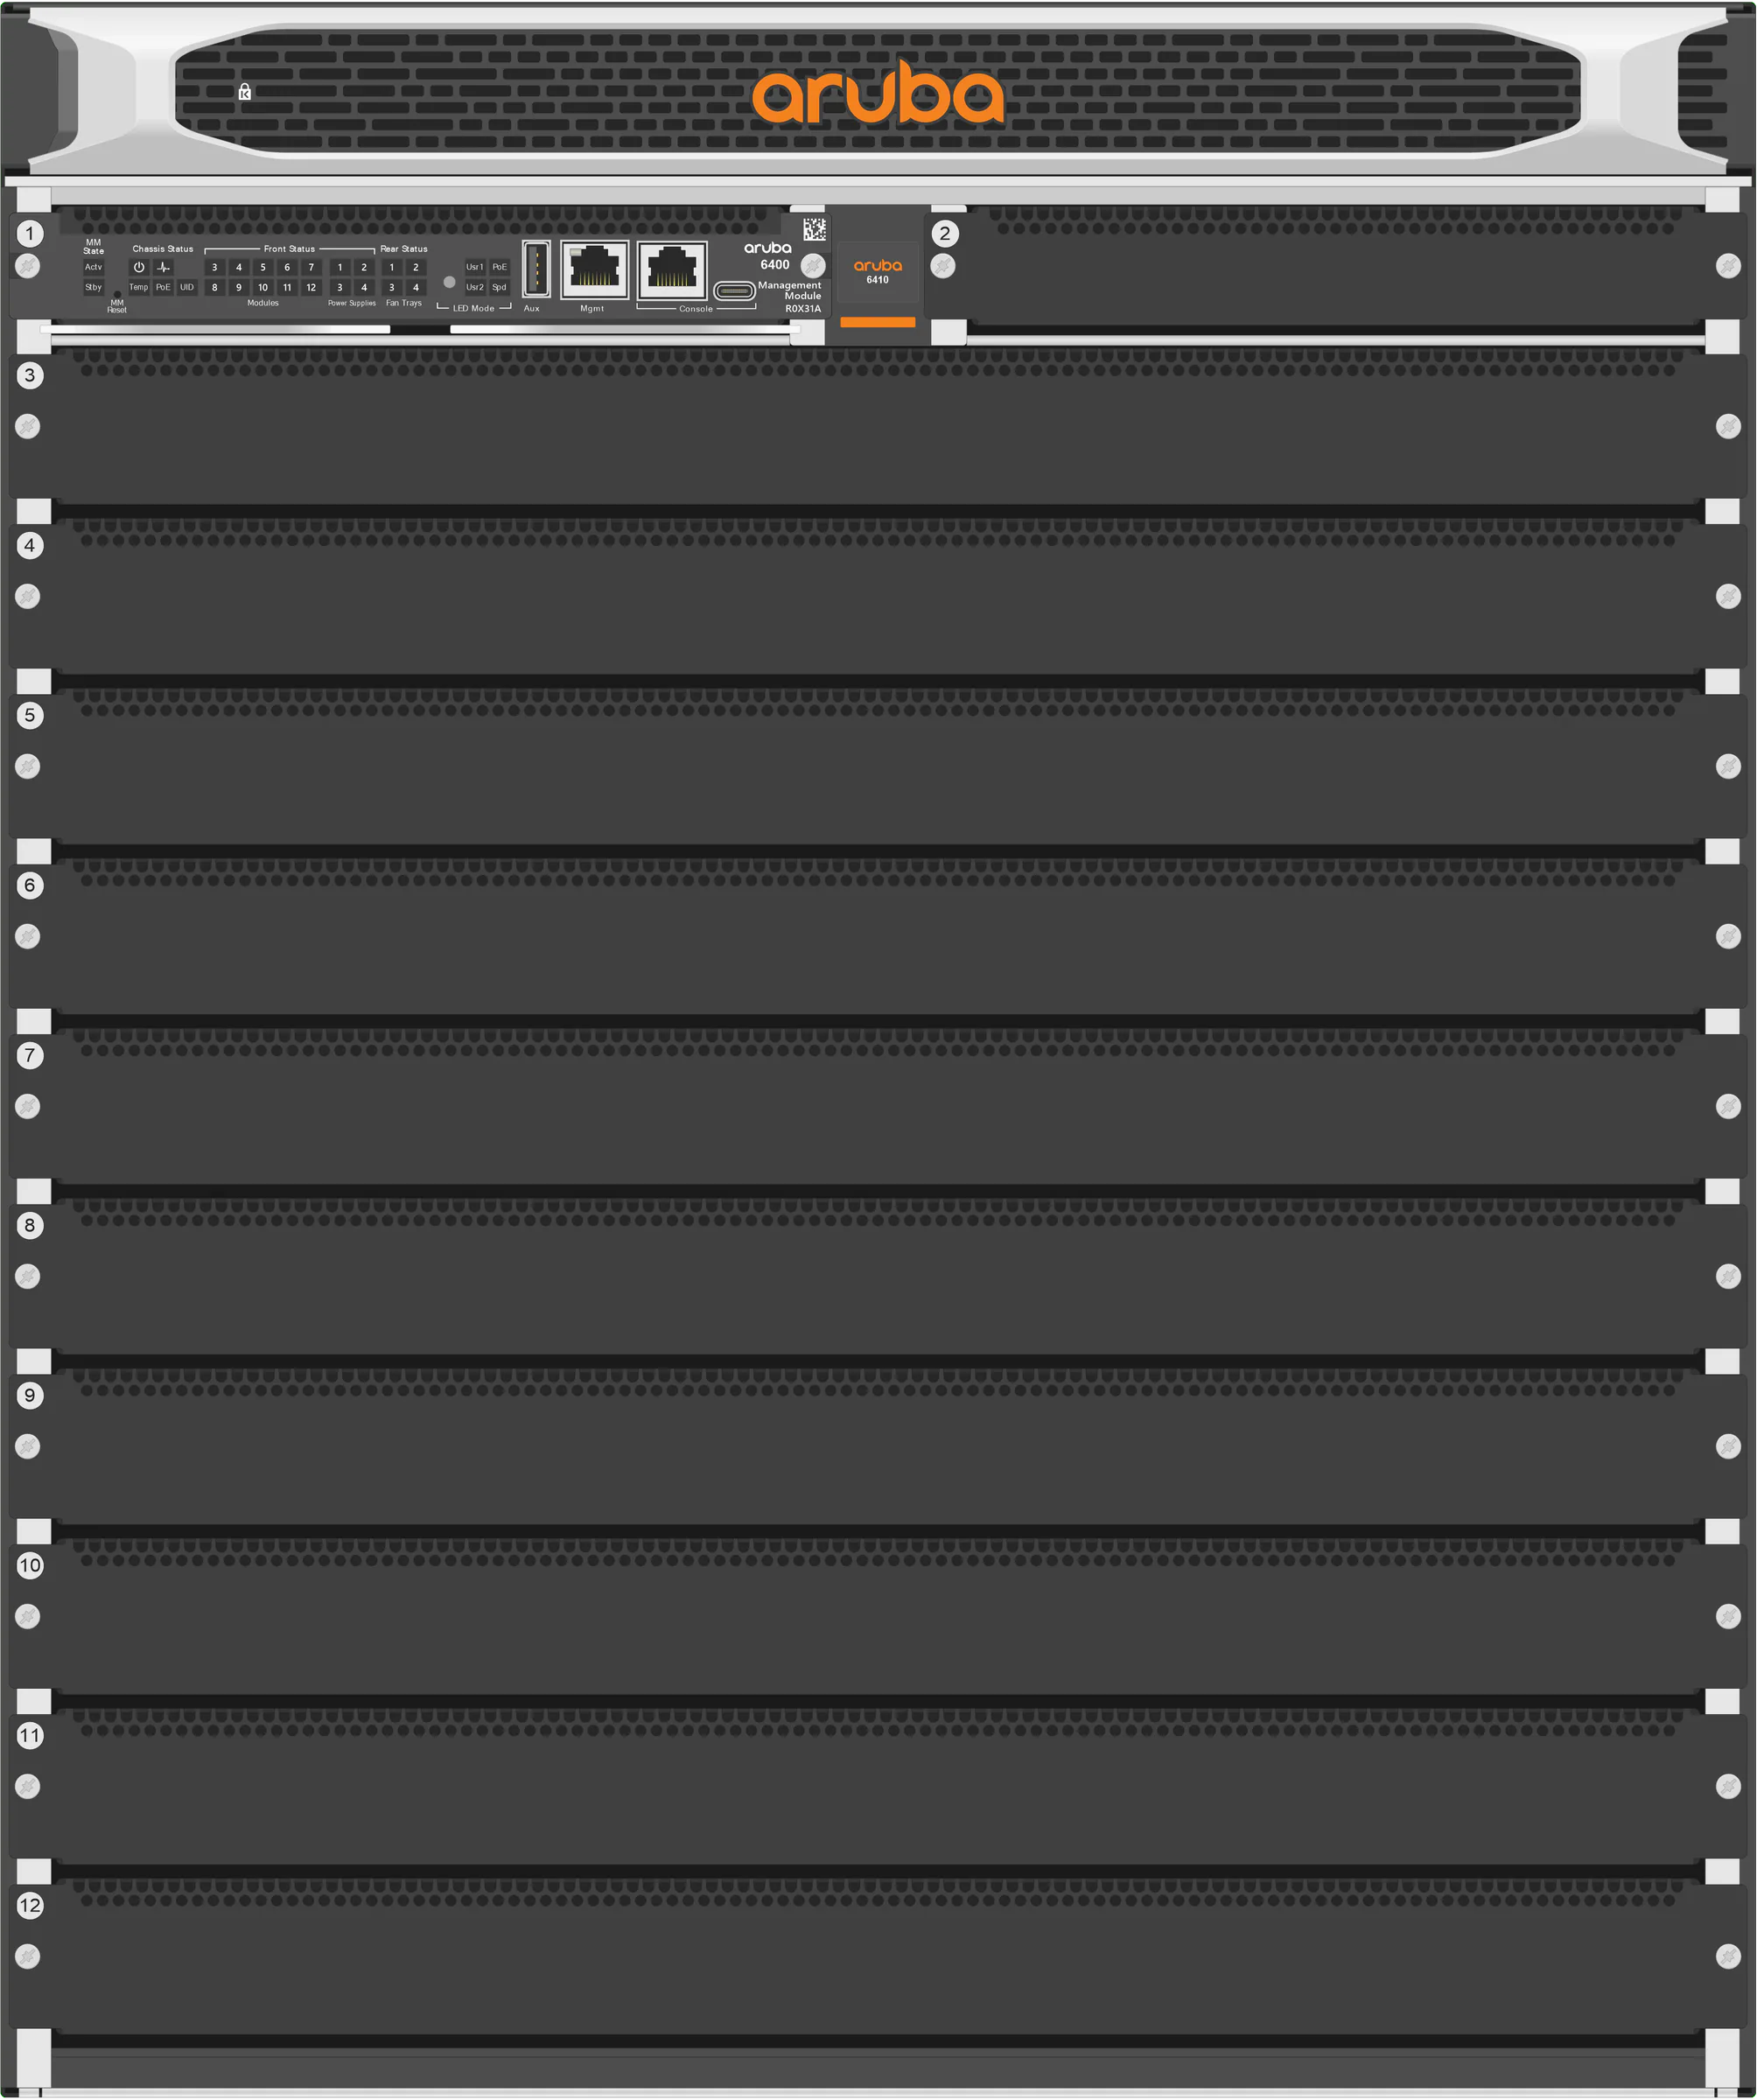 aruba
1
MM
State
Chassis Status
Front Status
Rear Status
Actv
3 4 5 6 7 1 2 1 2
Stby
Temp PoE UID
8 9 10 11 12 3 4 3 4
MM
Reset
Modules
Power Supplies
Fan Trays
Usr1 PoE
Usr2 Spd
LED Mode
Aux
Mgmt
Console
aruba
6400
Management
Module
R0X31A
aruba
6410
2
3
4
5
6
7
8
9
10
11
12